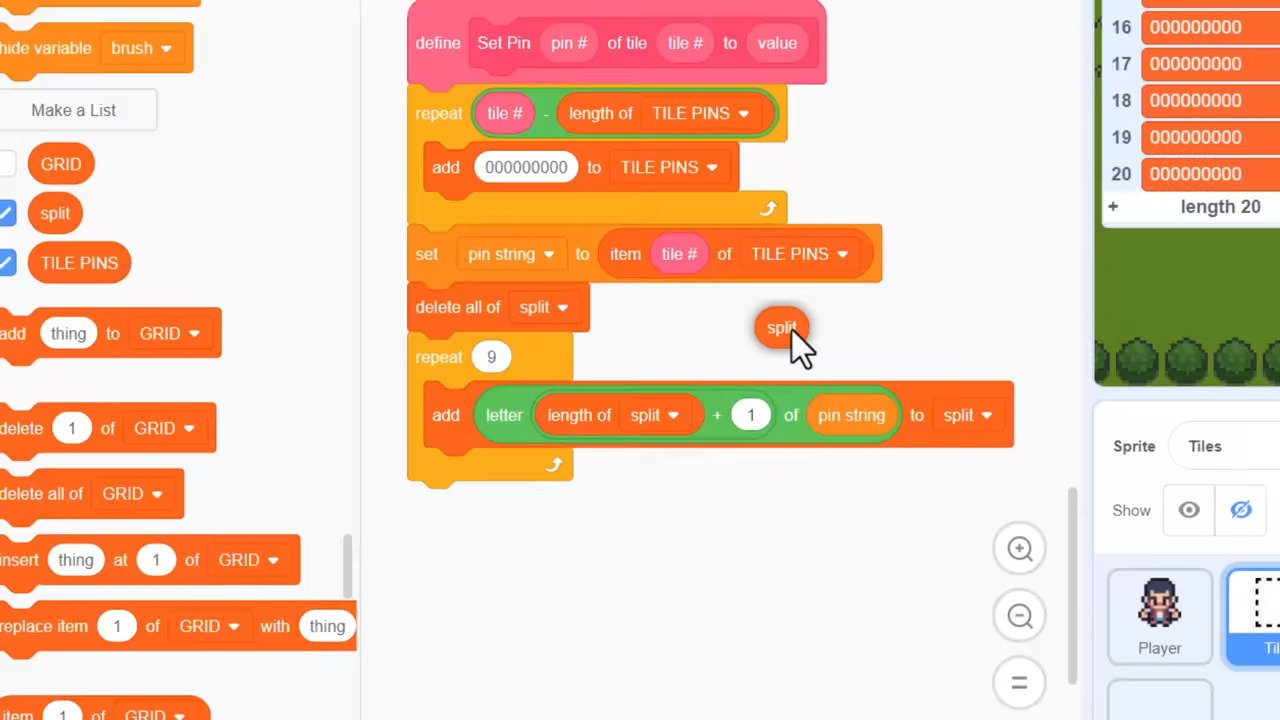 hide variable brush
Make a List
GRID
split
TILE PINS
add thing to GRID
delete 1 of GRID
delete all of GRID
insert thing at 1 of GRID
replace item 1 of GRID with thing
item 1 of GRID
define Set Pin pin # of tile tile # to value
repeat tile # - length of TILE PINS
add 000000000 to TILE PINS
set pin string to item tile # of TILE PINS
delete all of split
split
repeat 9
add letter length of split + 1 of pin string to split
16 000000000
17 000000000
18 000000000
19 000000000
20 000000000
+ length 20
Sprite Tiles
Show
Player